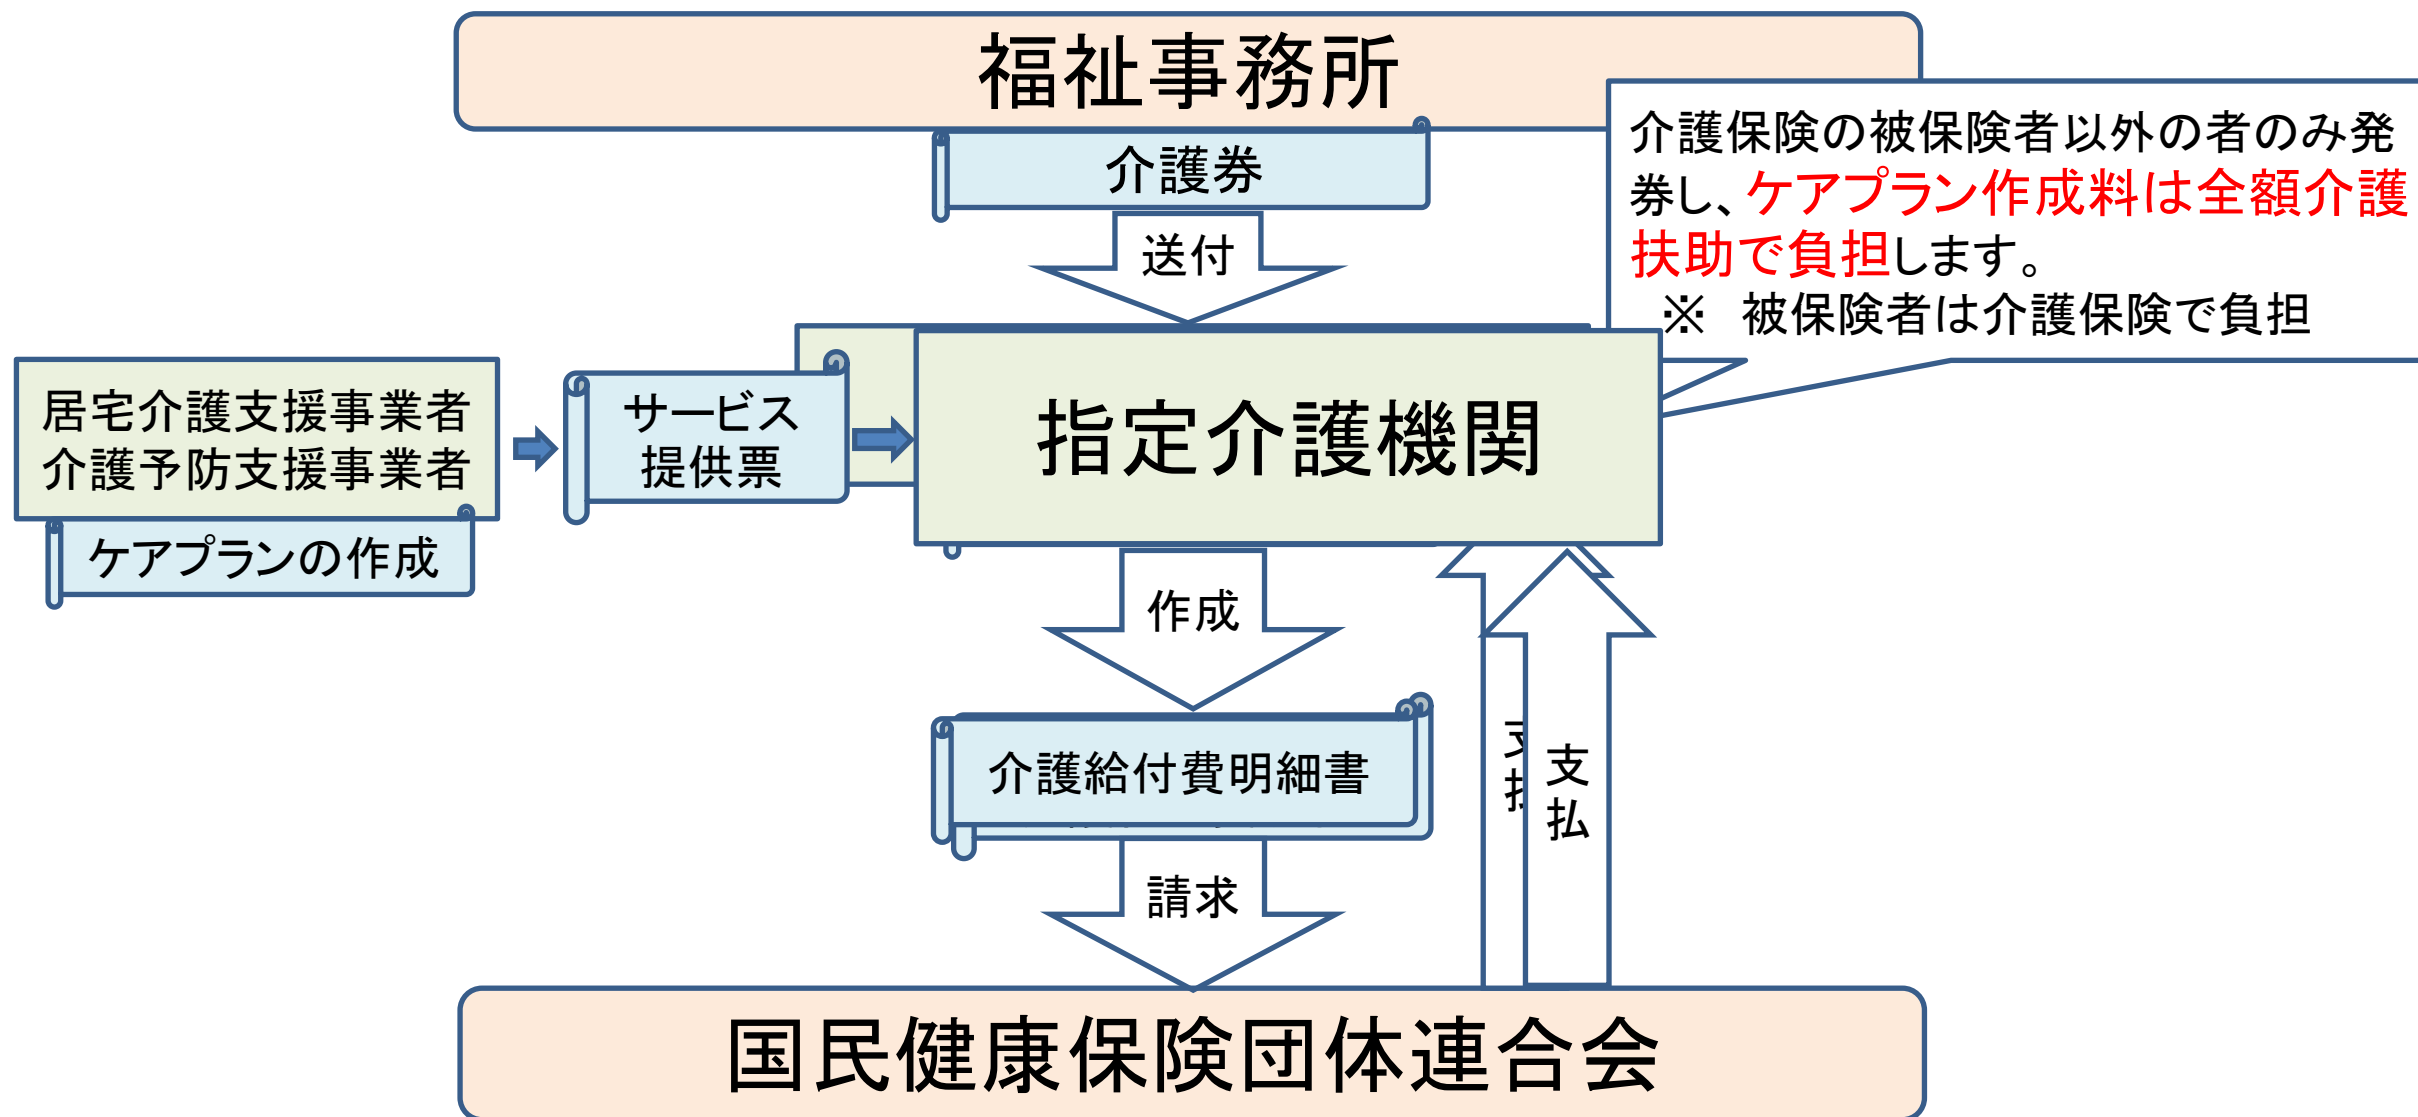 福祉事務所
介護券
送付
介護保険の被保険者以外の者のみ発
券し、ケアプラン作成料は全額介護
扶助で負担します。
※　被保険者は介護保険で負担
居宅介護支援事業者
介護予防支援事業者
ケアプランの作成
サービス
提供票
指定介護機関
作成
介護給付費明細書
請求
支
払
国民健康保険団体連合会